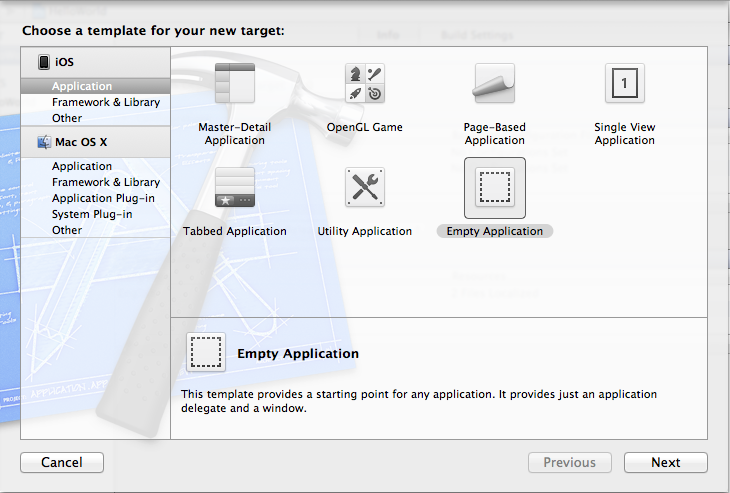 Choose a template for your new target:
iOS
Application
Framework & Library
Other
Mac OS X
Application
Framework & Library
Application Plug-in
System Plug-in
Other
Master-Detail
Application
OpenGL Game
Page-Based
Application
1
Single View
Application
Tabbed Application
Utility Application
Empty Application
Empty Application
This template provides a starting point for any application. It provides just an application
delegate and a window.
Cancel
Previous
Next